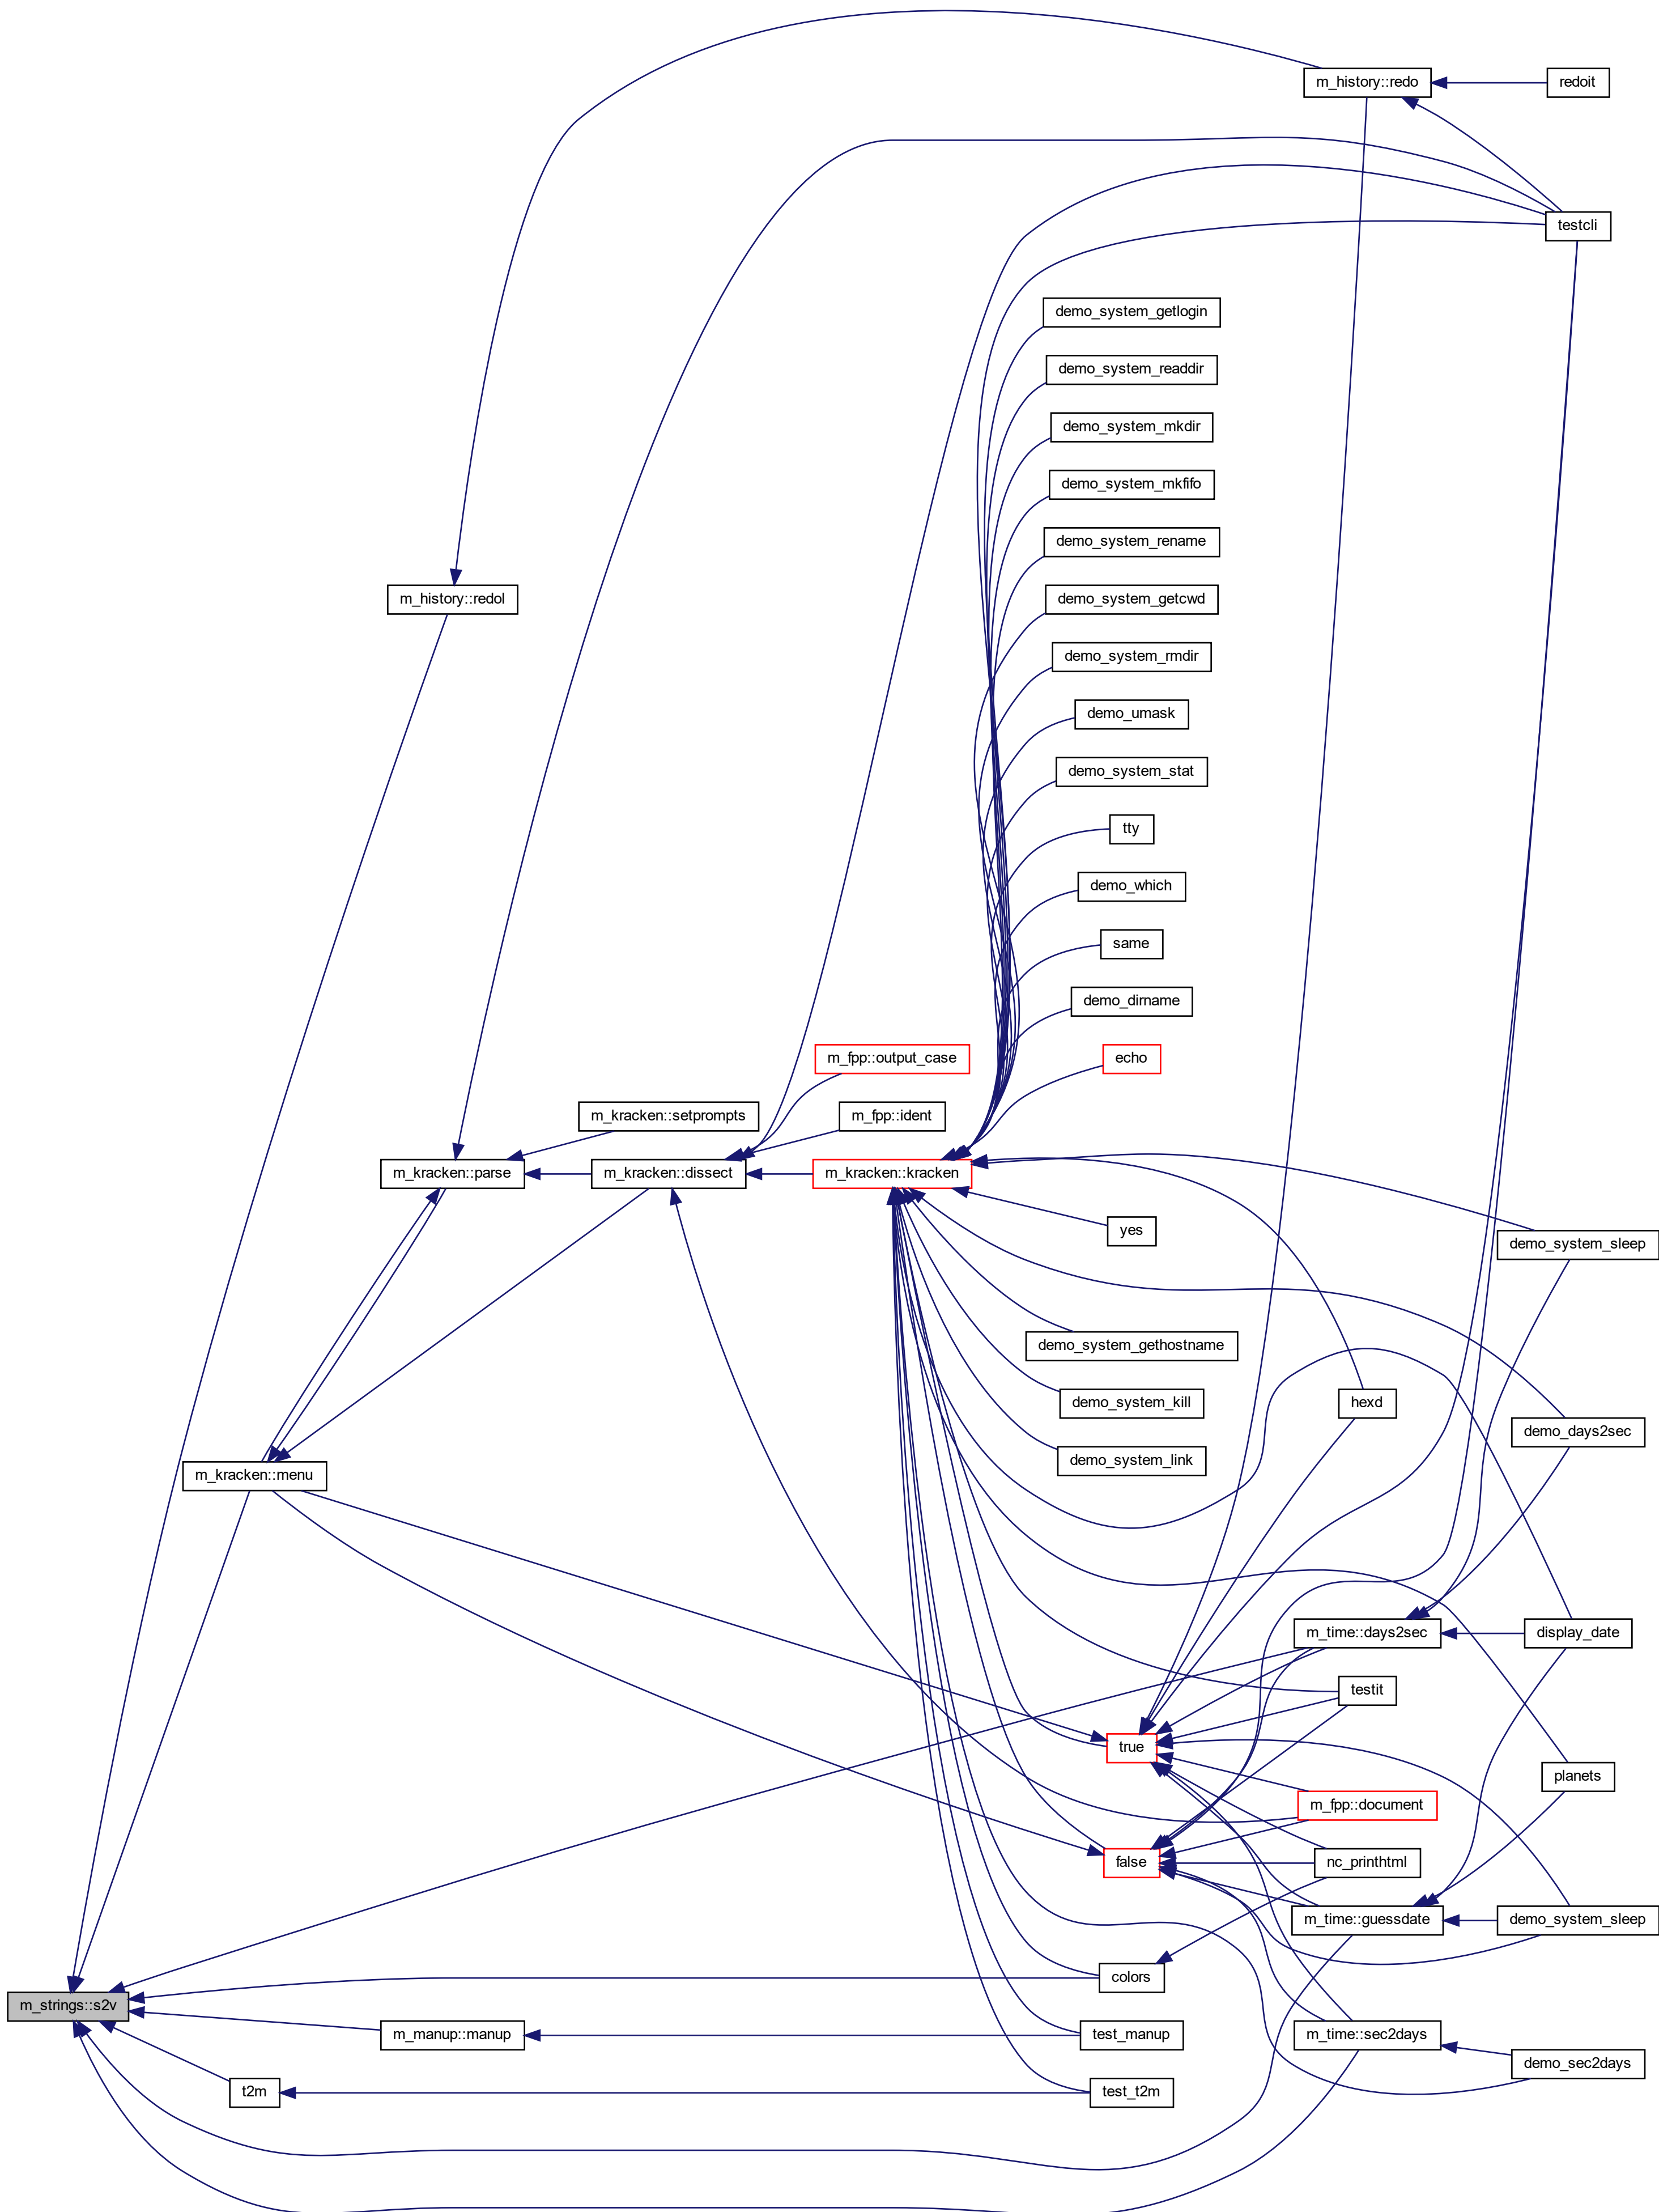 m_history::redo
redoit
testcli
demo_system_getlogin
demo_system_readdir
demo_system_mkdir
demo_system_mkfifo
demo_system_rename
m_history::redol
demo_system_getcwd
demo_system_rmdir
demo_umask
demo_system_stat
tty
demo_which
same
demo_dirname
m_fpp::output_case
echo
m_kracken::setprompts
m_fpp::ident
m_kracken::parse
m_kracken::dissect
m_kracken::kracken
yes
demo_system_sleep
demo_system_gethostname
demo_system_kill
hexd
demo_days2sec
demo_system_link
m_kracken::menu
m_time::days2sec
display_date
testit
true
planets
m_fpp::document
false
nc_printhtml
m_time::guessdate
demo_system_sleep
colors
m_strings::s2v
m_manup::manup
test_manup
m_time::sec2days
demo_sec2days
t2m
test_t2m